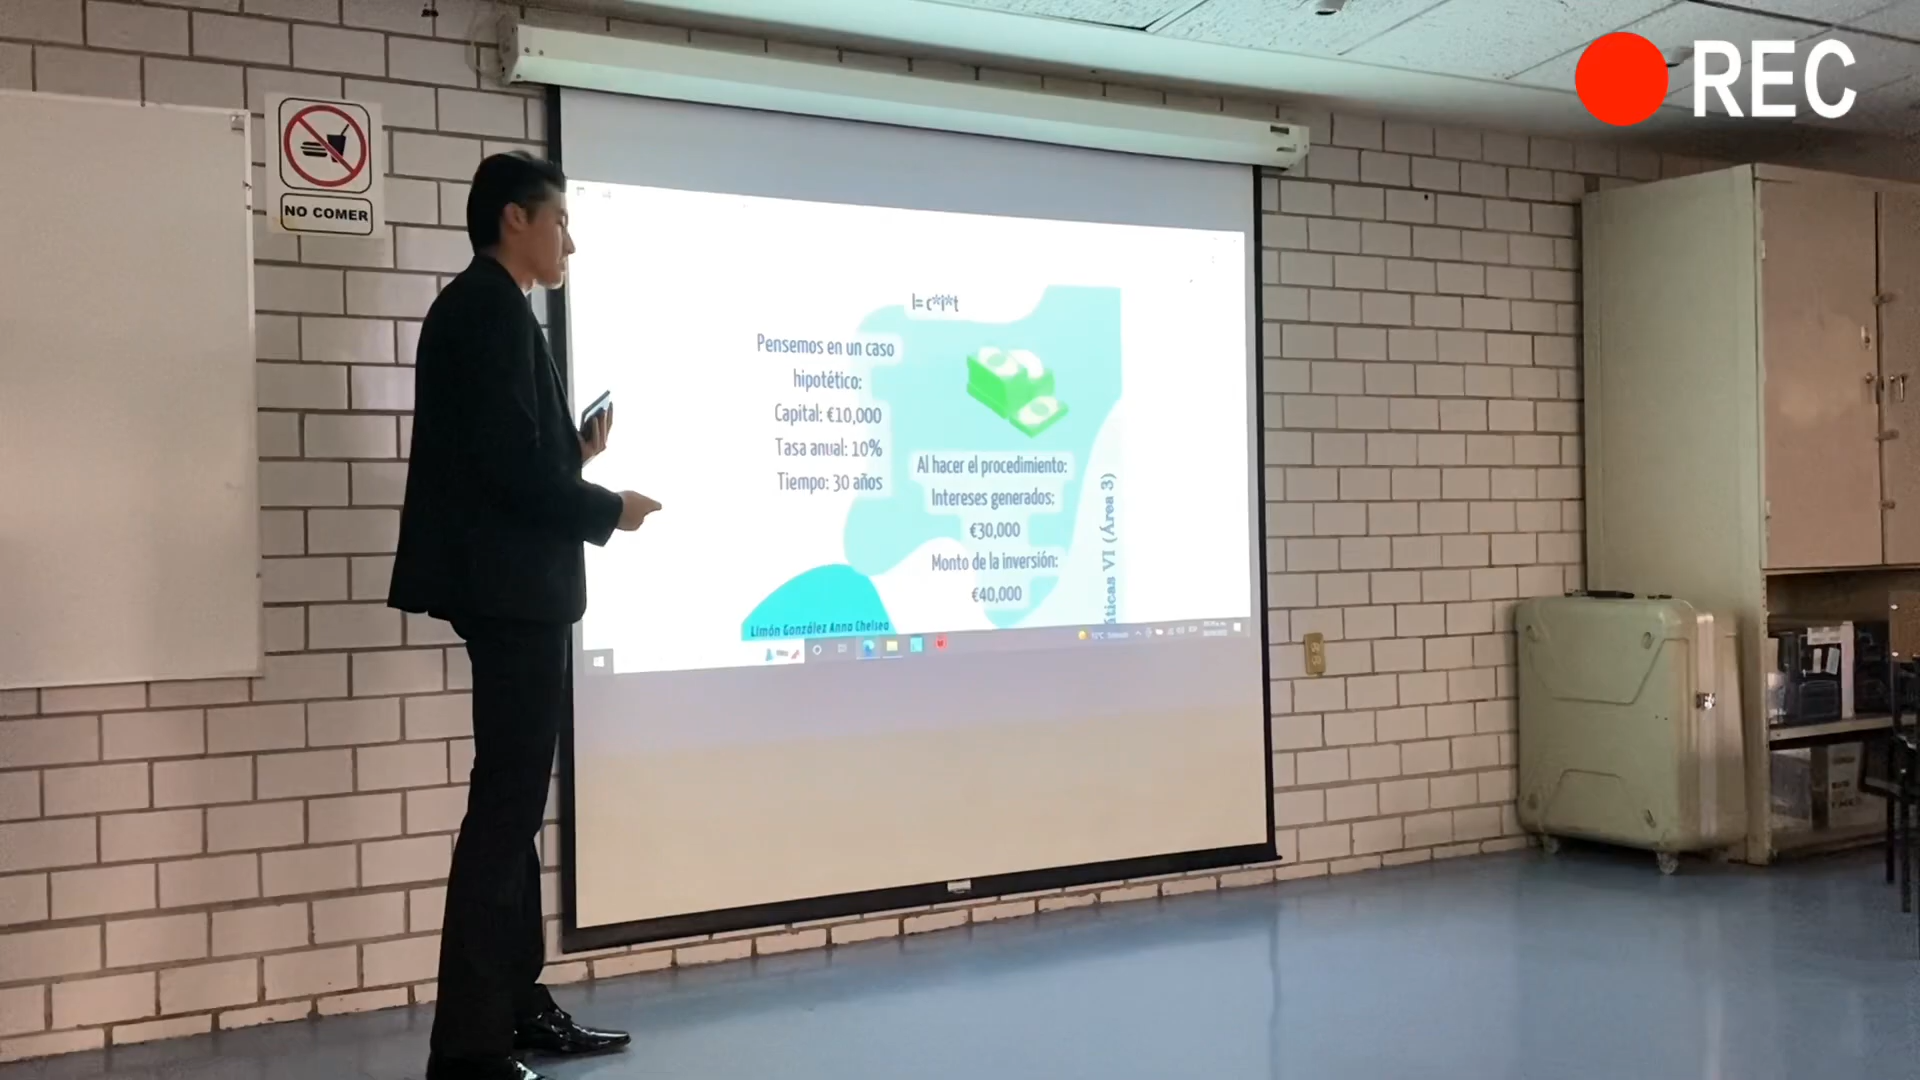 REC
NO COMER
I= c*i*t
Pensemos en un caso
hipotético:
Capital: €10,000
Tasa anual: 10%
Tiempo: 30 años
Al hacer el procedimiento:
Intereses generados:
€30,000
Monto de la inversión:
€40,000
Limón González Anna Chelsea
áticas VI (Área 3)